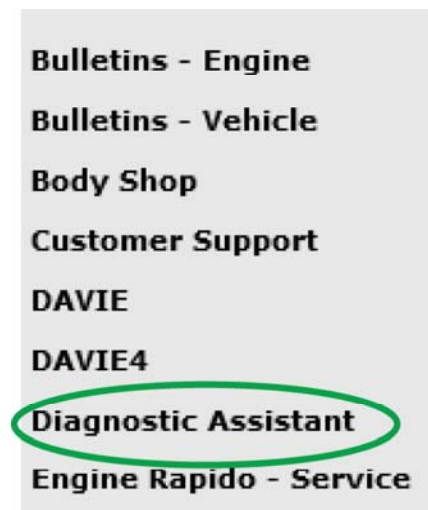 Bulletins - Engine
Bulletins - Vehicle
Body Shop
Customer Support
DAVIE
DAVIE4
Diagnostic Assistant
Engine Rapido - Service